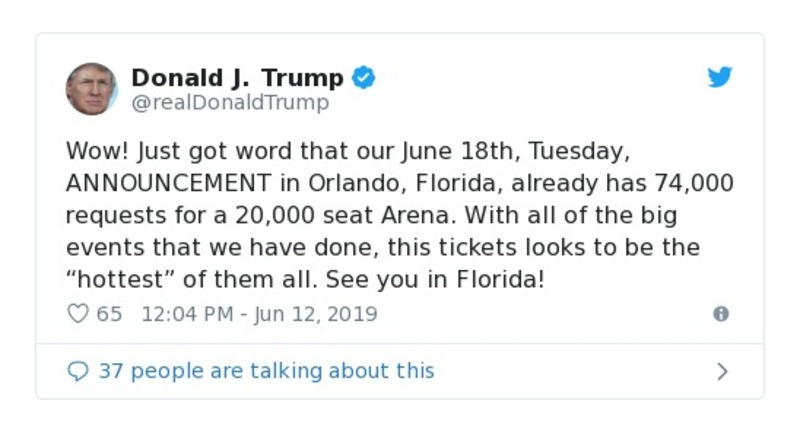 Donald J. Trump
@realDonaldTrump
Wow! Just got word that our June 18th, Tuesday,
ANNOUNCEMENT in Orlando, Florida, already has 74,000
requests for a 20,000 seat Arena. With all of the big
events that we have done, this tickets looks to be the
“hottest” of them all. See you in Florida!
65 12:04 PM - Jun 12, 2019
37 people are talking about this